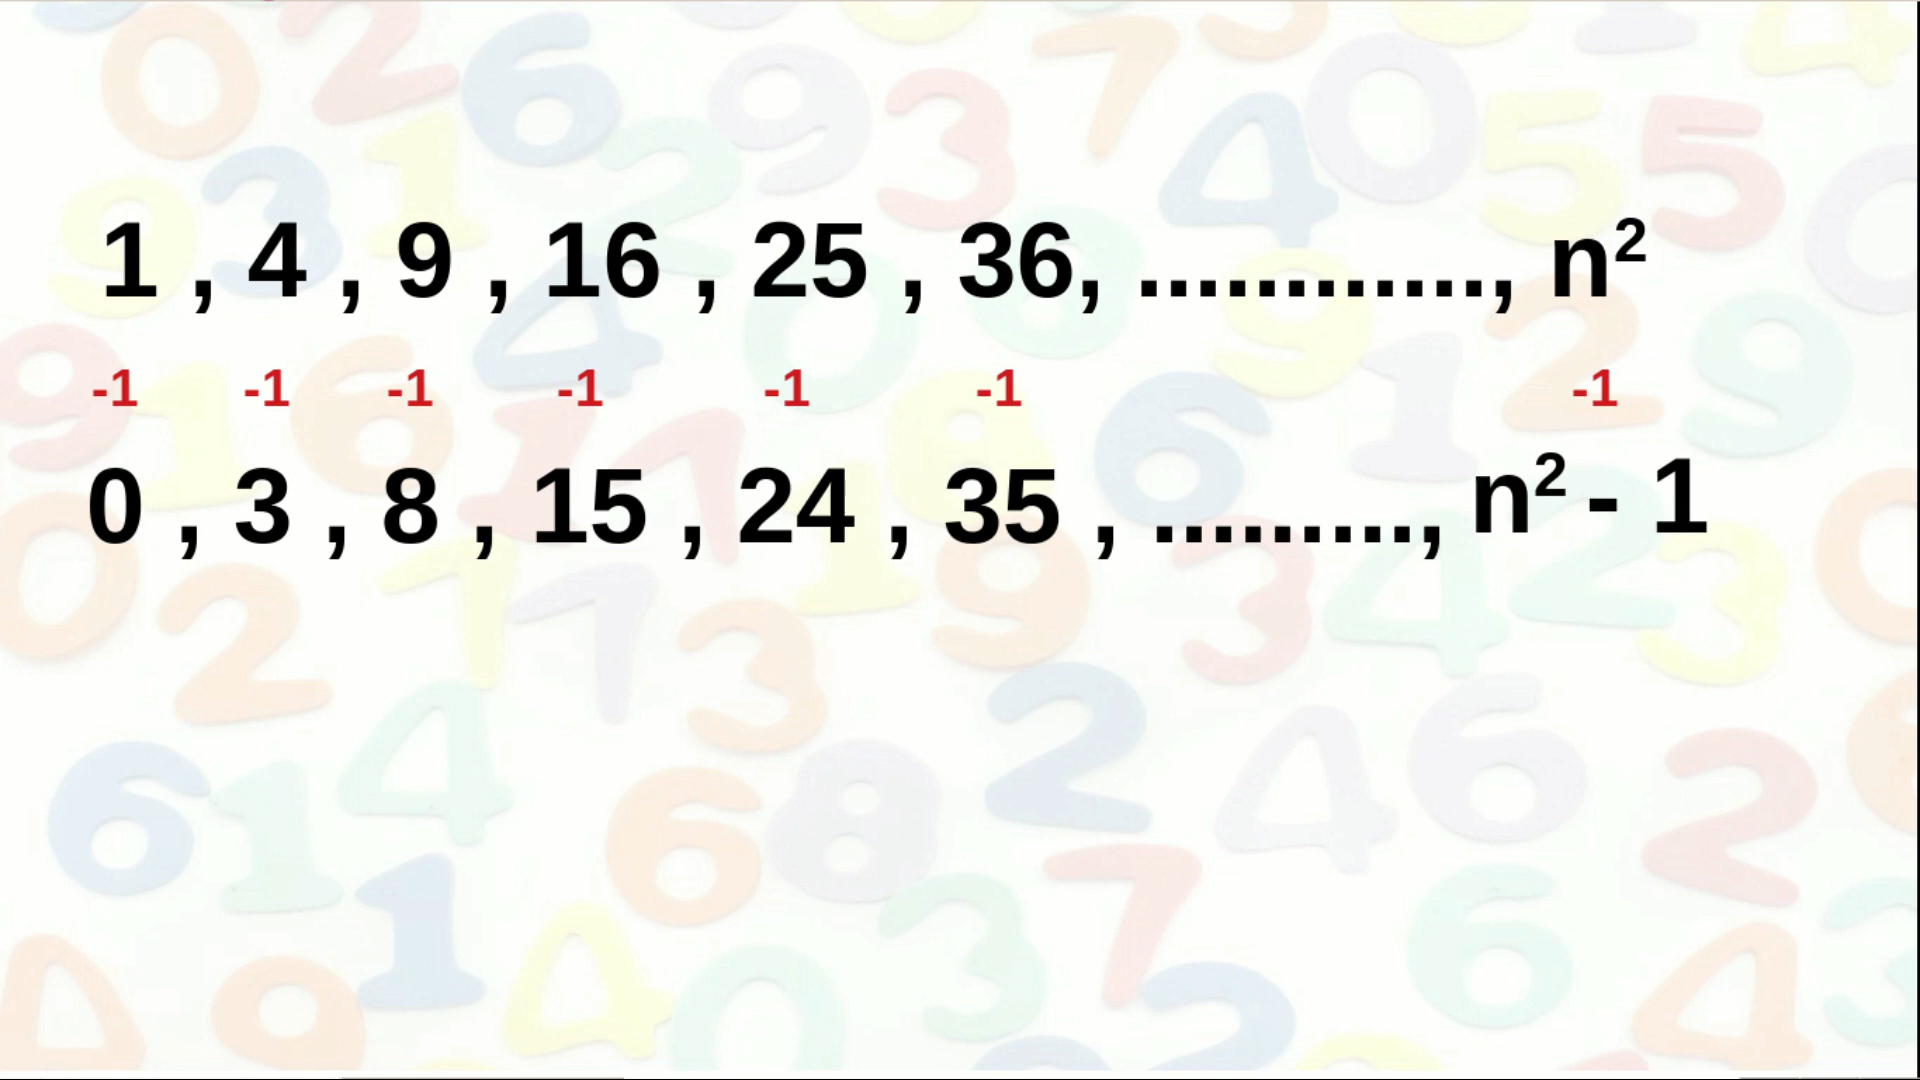 1 , 4 , 9 , 16 , 25 , 36, ............, n²
-1 -1 -1 -1 -1 -1 -1
0 , 3 , 8 , 15 , 24 , 35 , ........., n² - 1